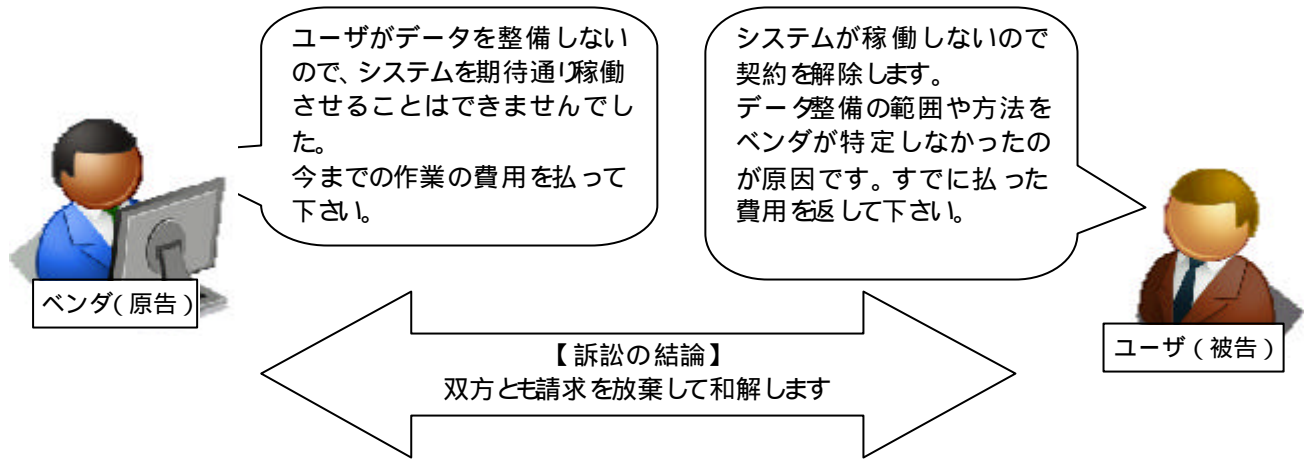 ユーザがデータを整備しない
ので、システムを期待通り稼働
させることはできませんでし
た。
今までの作業の費用を払って
下さい。
システムが稼働しないので
契約を解除します。
データ整備の範囲や方法を
ベンダが特定しなかったの
が原因です。すでに払った
費用を返して下さい。
ベンダ(原告)
ユーザ(被告)
【訴訟の結論】
双方とも請求を放棄して和解します